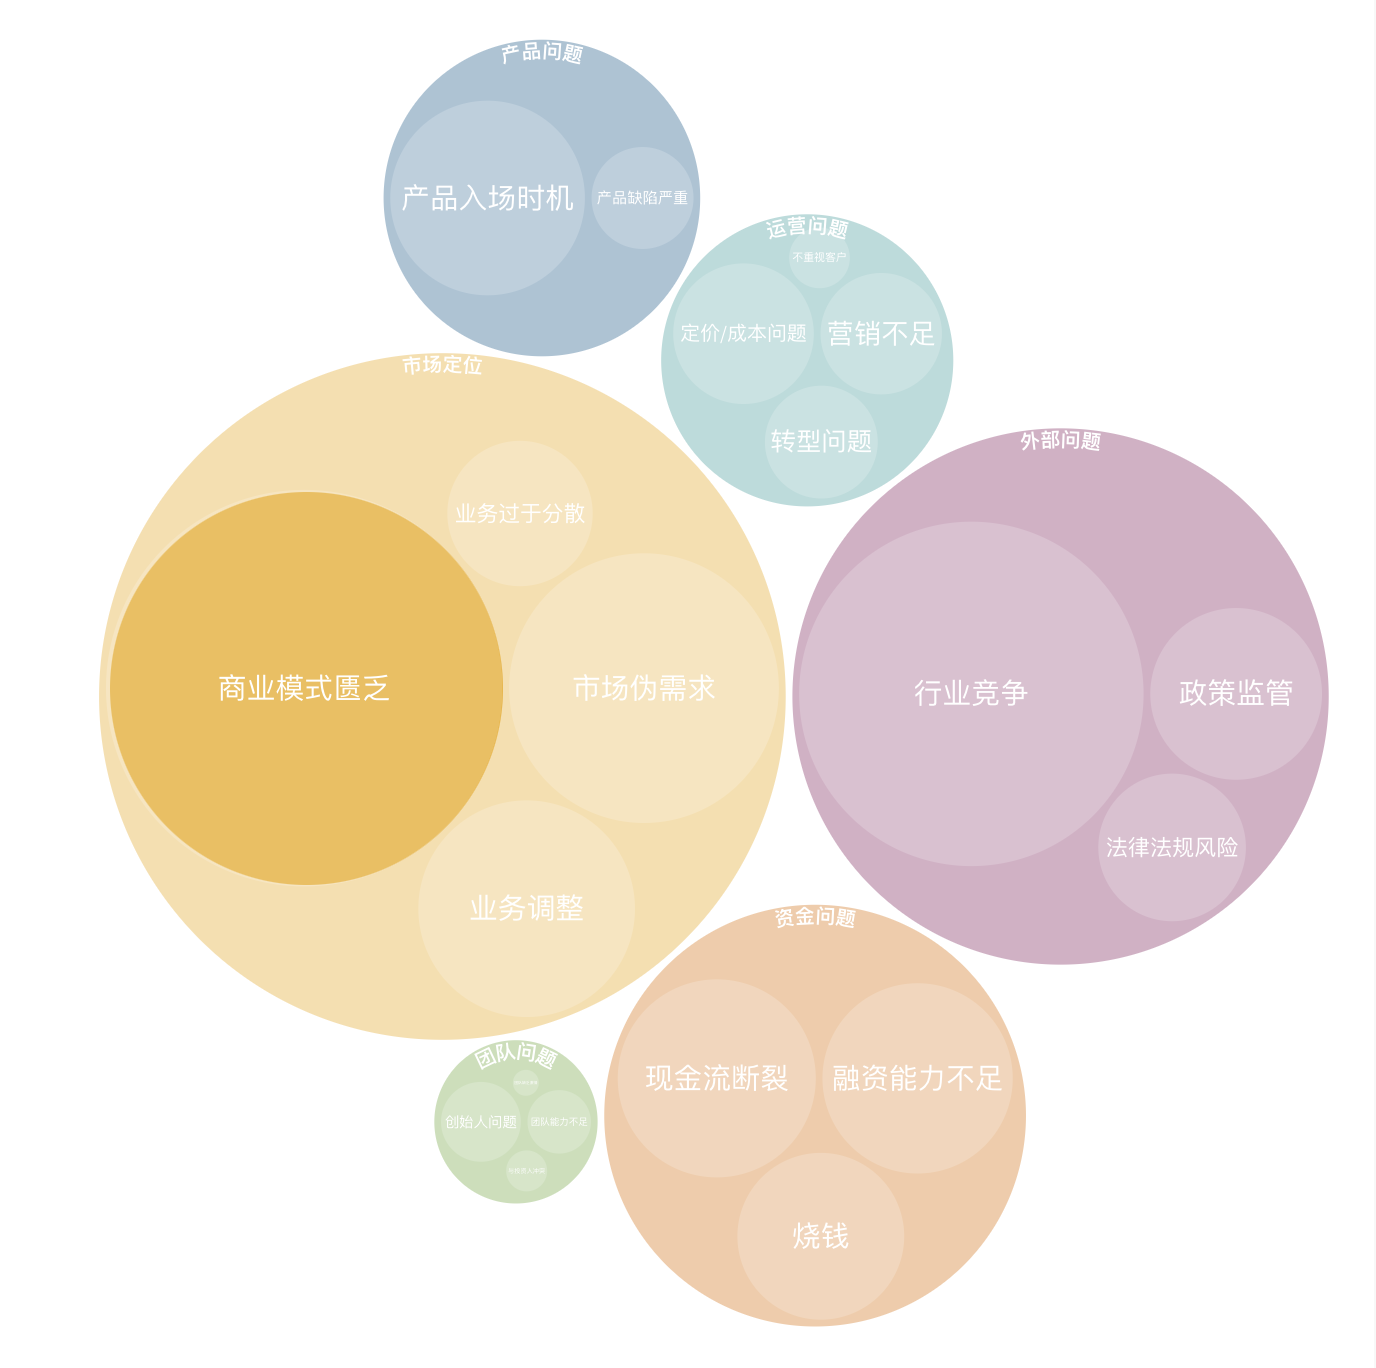 产品问题
产品入场时机
产品缺陷严重
运营问题
不重视客户
定价/成本问题
营销不足
转型问题
市场定位
业务过于分散
商业模式匮乏
市场伪需求
业务调整
外部问题
行业竞争
政策监管
法律法规风险
资金问题
现金流断裂
融资能力不足
烧钱
团队问题
创始人问题
团队能力不足